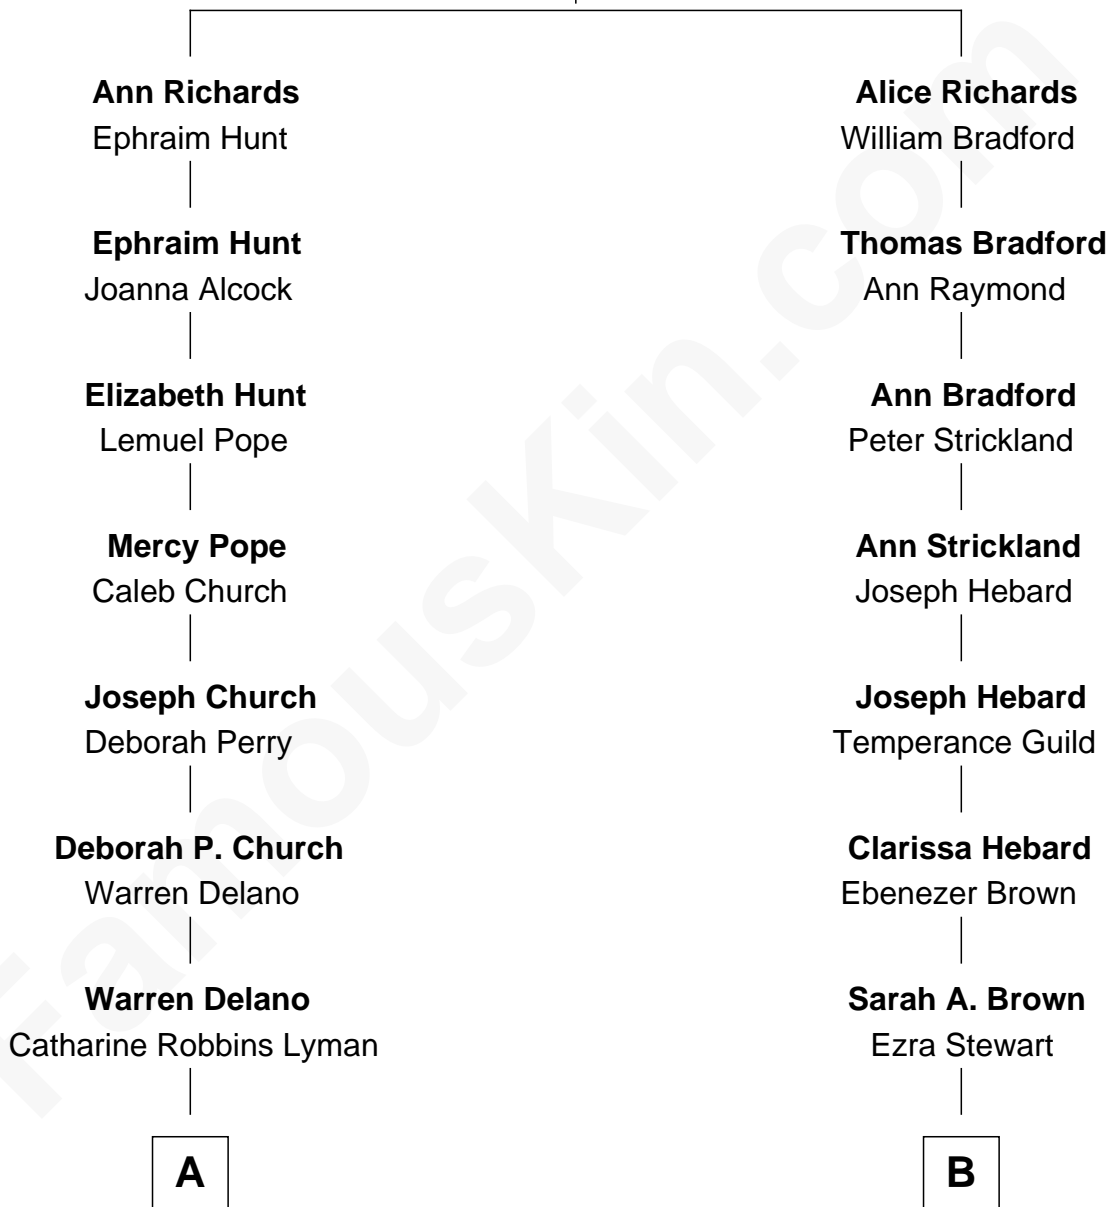 Ann Richards
Ephraim Hunt
Ephraim Hunt
Joanna Alcock
Elizabeth Hunt
Lemuel Pope
Mercy Pope
Caleb Church
Joseph Church
Deborah Perry
Deborah P. Church
Warren Delano
Warren Delano
Catharine Robbins Lyman
A
Alice Richards
William Bradford
Thomas Bradford
Ann Raymond
Ann Bradford
Peter Strickland
Ann Strickland
Joseph Hebard
Joseph Hebard
Temperance Guild
Clarissa Hebard
Ebenezer Brown
Sarah A. Brown
Ezra Stewart
B
FamousKin.com